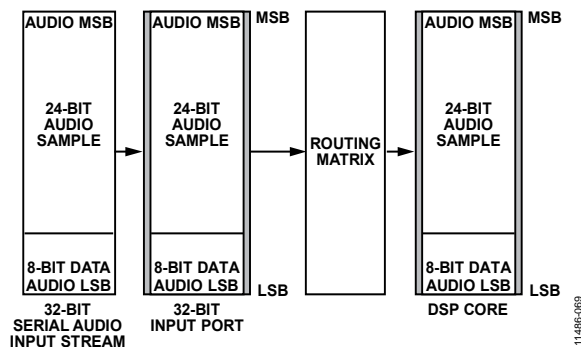 AUDIO MSB
24-BIT
AUDIO
SAMPLE
8-BIT DATA
AUDIO LSB
32-BIT
SERIAL AUDIO
INPUT STREAM
AUDIO MSB
24-BIT
AUDIO
SAMPLE
8-BIT DATA
AUDIO LSB
32-BIT
INPUT PORT
MSB
LSB
ROUTING
MATRIX
AUDIO MSB
24-BIT
AUDIO
SAMPLE
8-BIT DATA
AUDIO LSB
DSP CORE
MSB
LSB
11486-069